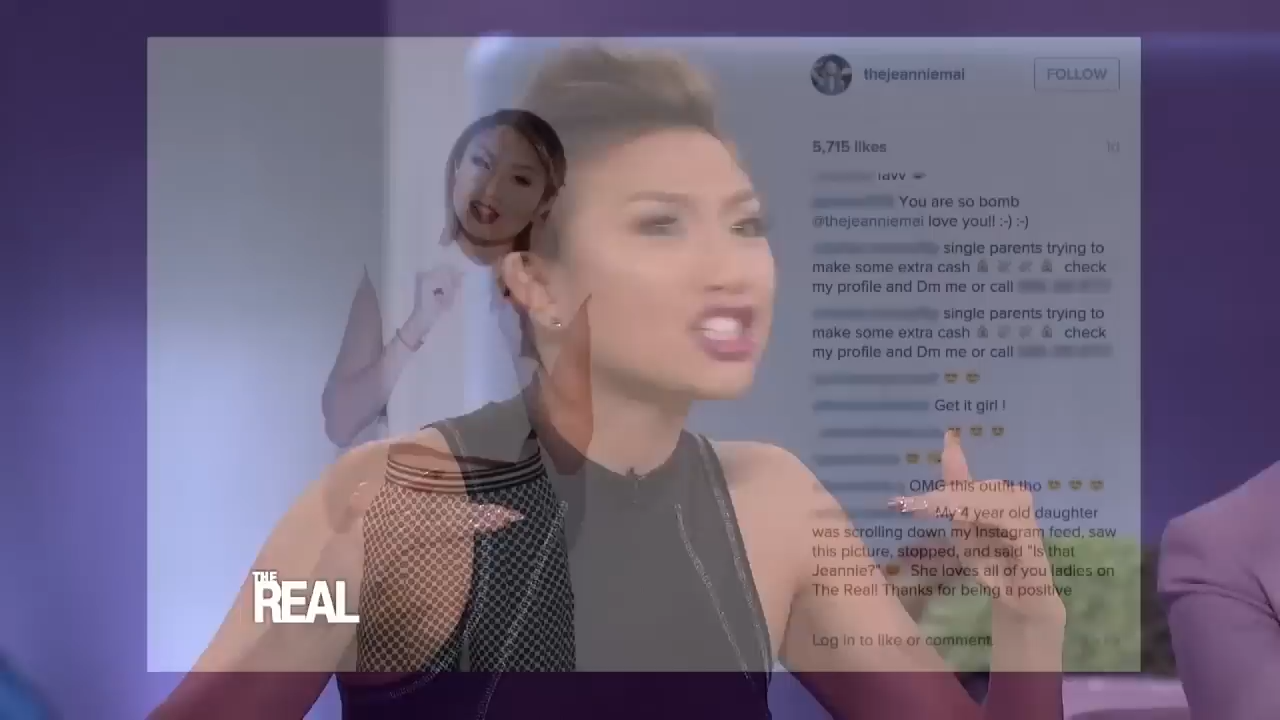 thejeanniemai
FOLLOW
5,715 likes
1d
lavv
You are so bomb
@thejeanniemai love you!! :-) :-)
single parents trying to
make some extra cash check
my profile and Dm me or call
single parents trying to
make some extra cash check
my profile and Dm me or call
Get it girl !
OMG this outfit tho
My 4 year old daughter
was scrolling down my Instagram feed, saw
this picture, stopped, and said "Is that
Jeannie?" She loves all of you ladies on
The Real! Thanks for being a positive
Log in to like or comment.
THE
REAL